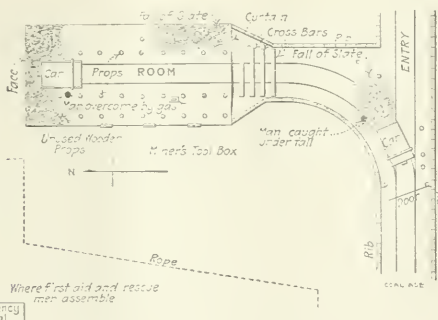 Fall of Slate
Curtain
Cross Bars
Fall of Slate
ENTRY
Face
Car
Props
ROOM
Man overcome by gas
Man caught
under fall
Car
Unused Wooden
Props
Miner's Tool Box
N
Door
Rib
Rope
Where first aid and rescue
men assemble